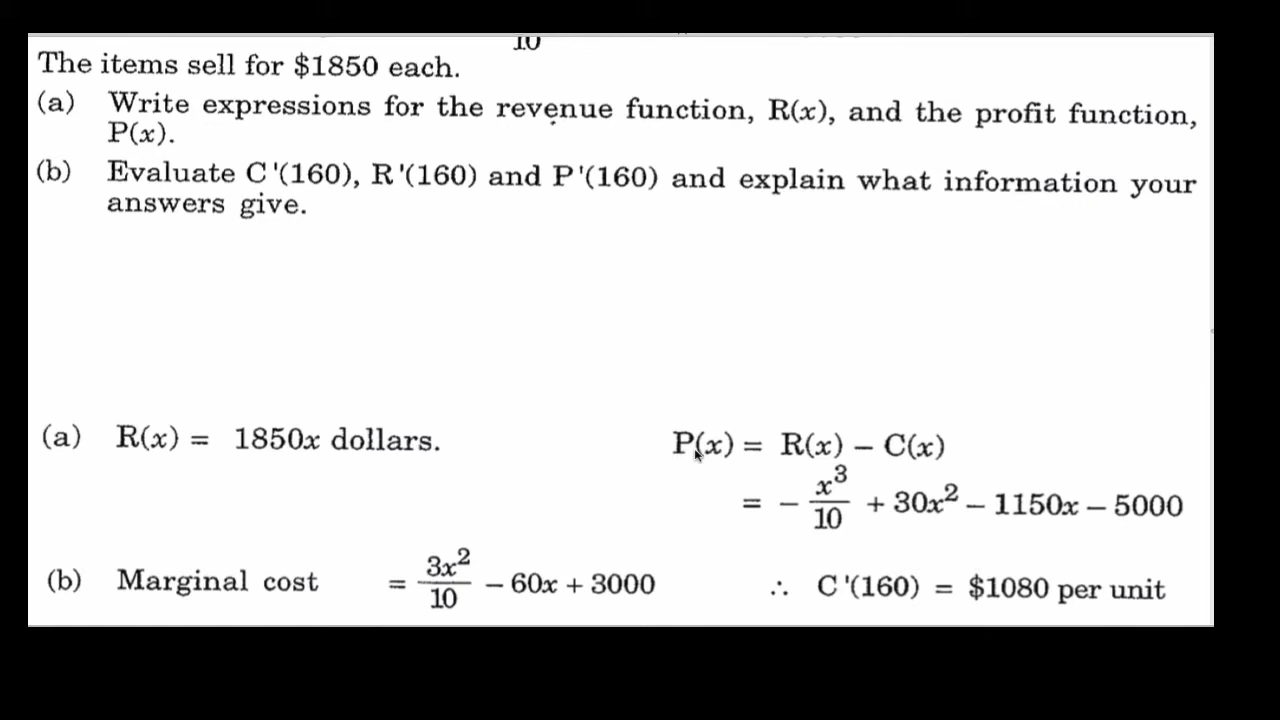 10
The items sell for $1850 each.
(a) Write expressions for the revenue function, R(x), and the profit function,
P(x).
(b) Evaluate C'(160), R'(160) and P'(160) and explain what information your
answers give.
(a) R(x) = 1850x dollars. P(x) = R(x) − C(x)
= − x³/10 + 30x² − 1150x − 5000
(b) Marginal cost = 3x²/10 − 60x + 3000 ∴ C'(160) = $1080 per unit